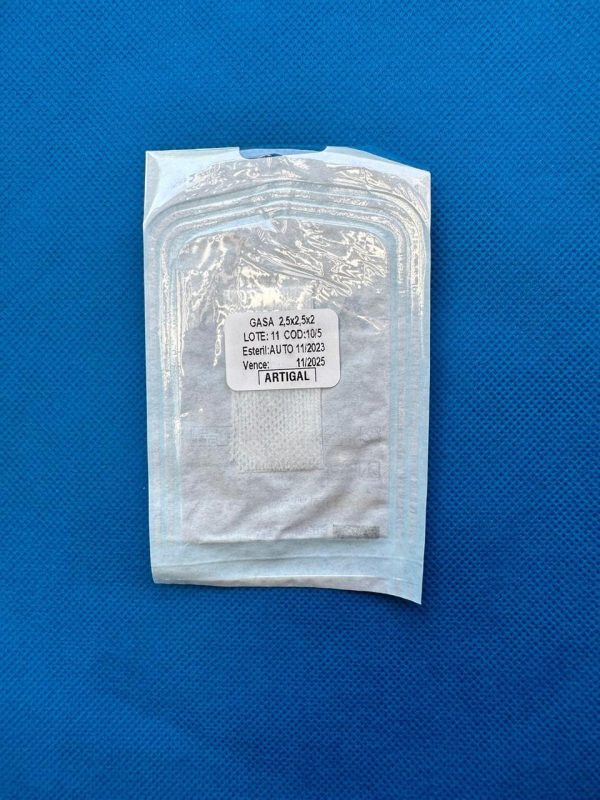 GASA 2,5x2,5x2
LOTE: 11 COD:10/5
Esteril:AUTO 11/2023
Vence: 11/2025
ARTIGAL